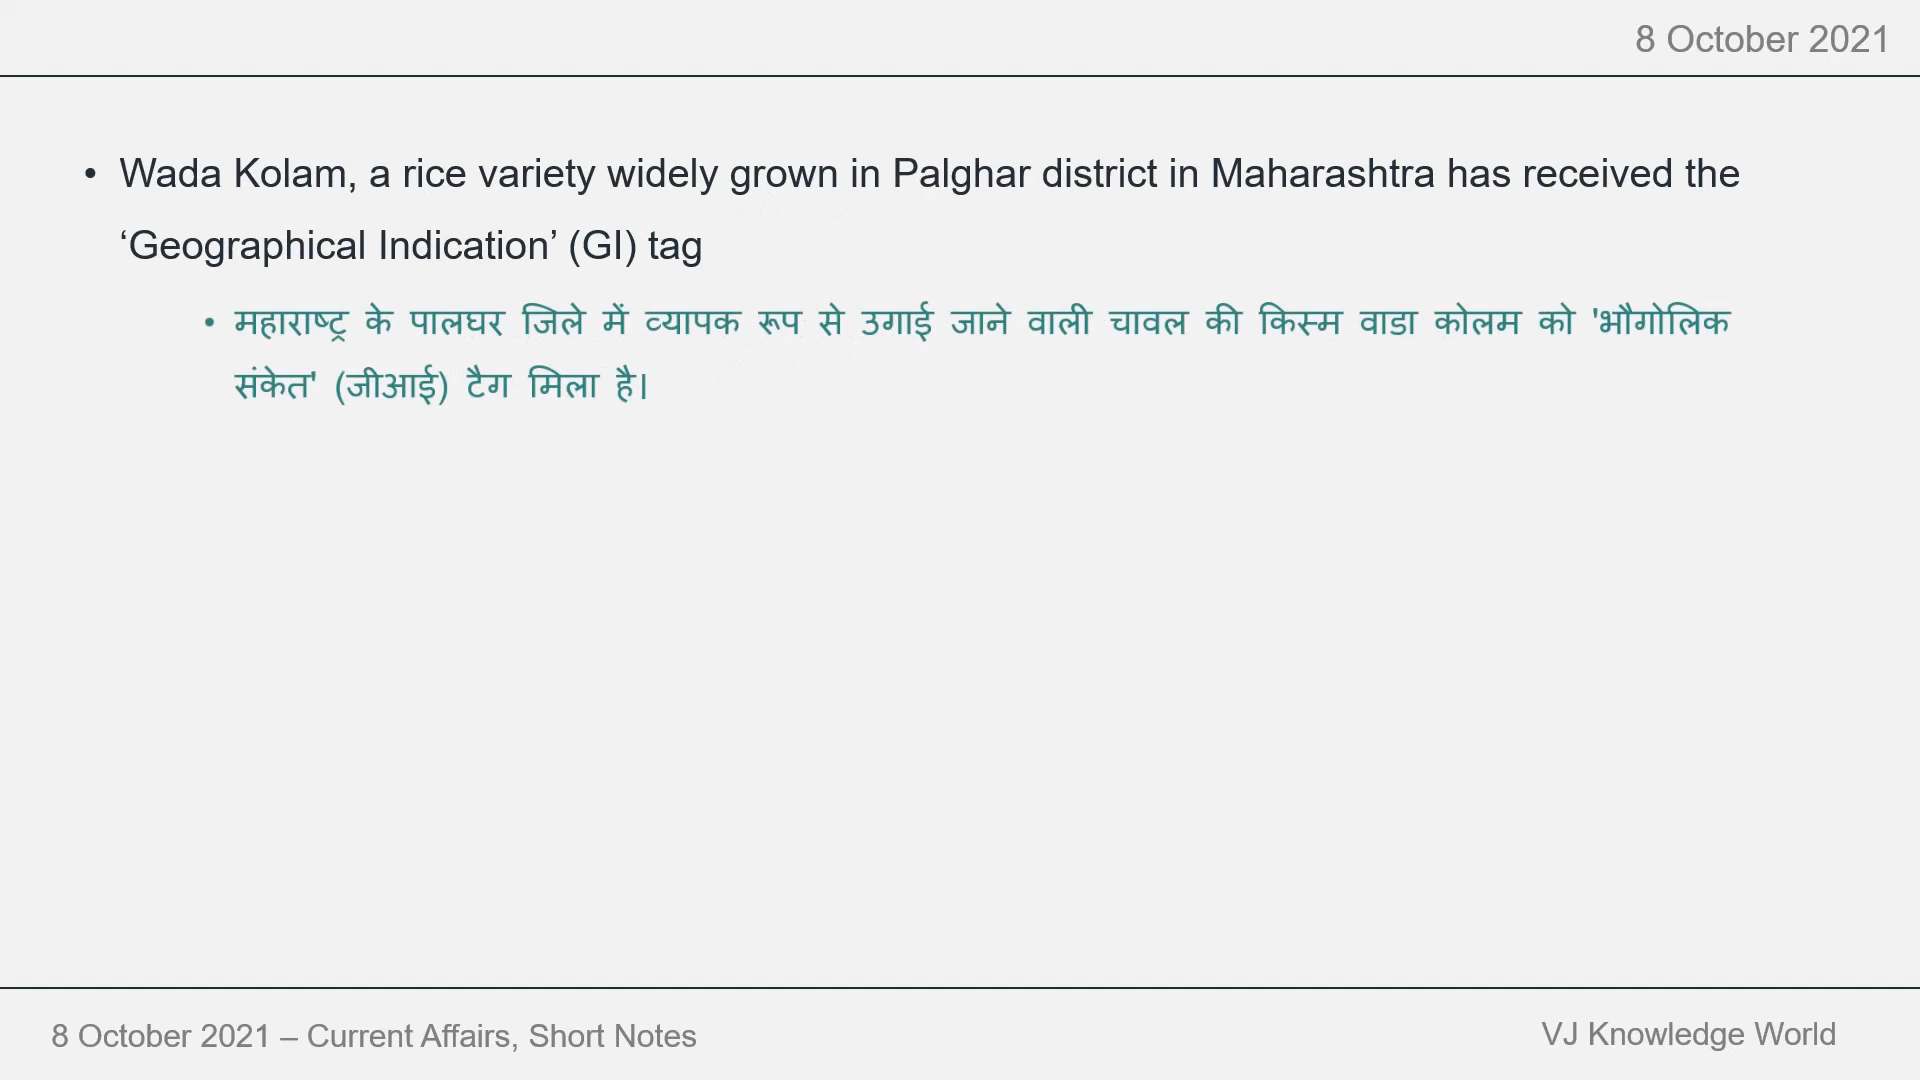 8 October 2021
• Wada Kolam, a rice variety widely grown in Palghar district in Maharashtra has received the
‘Geographical Indication’ (GI) tag
• महाराष्ट्र के पालघर जिले में व्यापक रूप से उगाई जाने वाली चावल की किस्म वाडा कोलम को 'भौगोलिक
संकेत' (जीआई) टैग मिला है।
8 October 2021 – Current Affairs, Short Notes
VJ Knowledge World